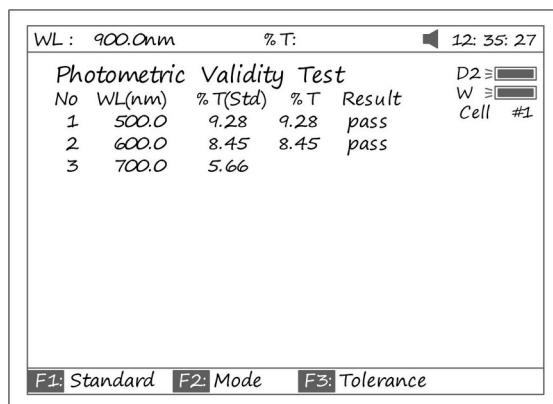 WL: 900.0nm %T: 12: 35: 27
Photometric Validity Test
D2
No WL(nm) %T(Std) %T Result
W
1 500.0 9.28 9.28 pass
Cell #1
2 600.0 8.45 8.45 pass
3 700.0 5.66
F1: Standard F2: Mode F3: Tolerance